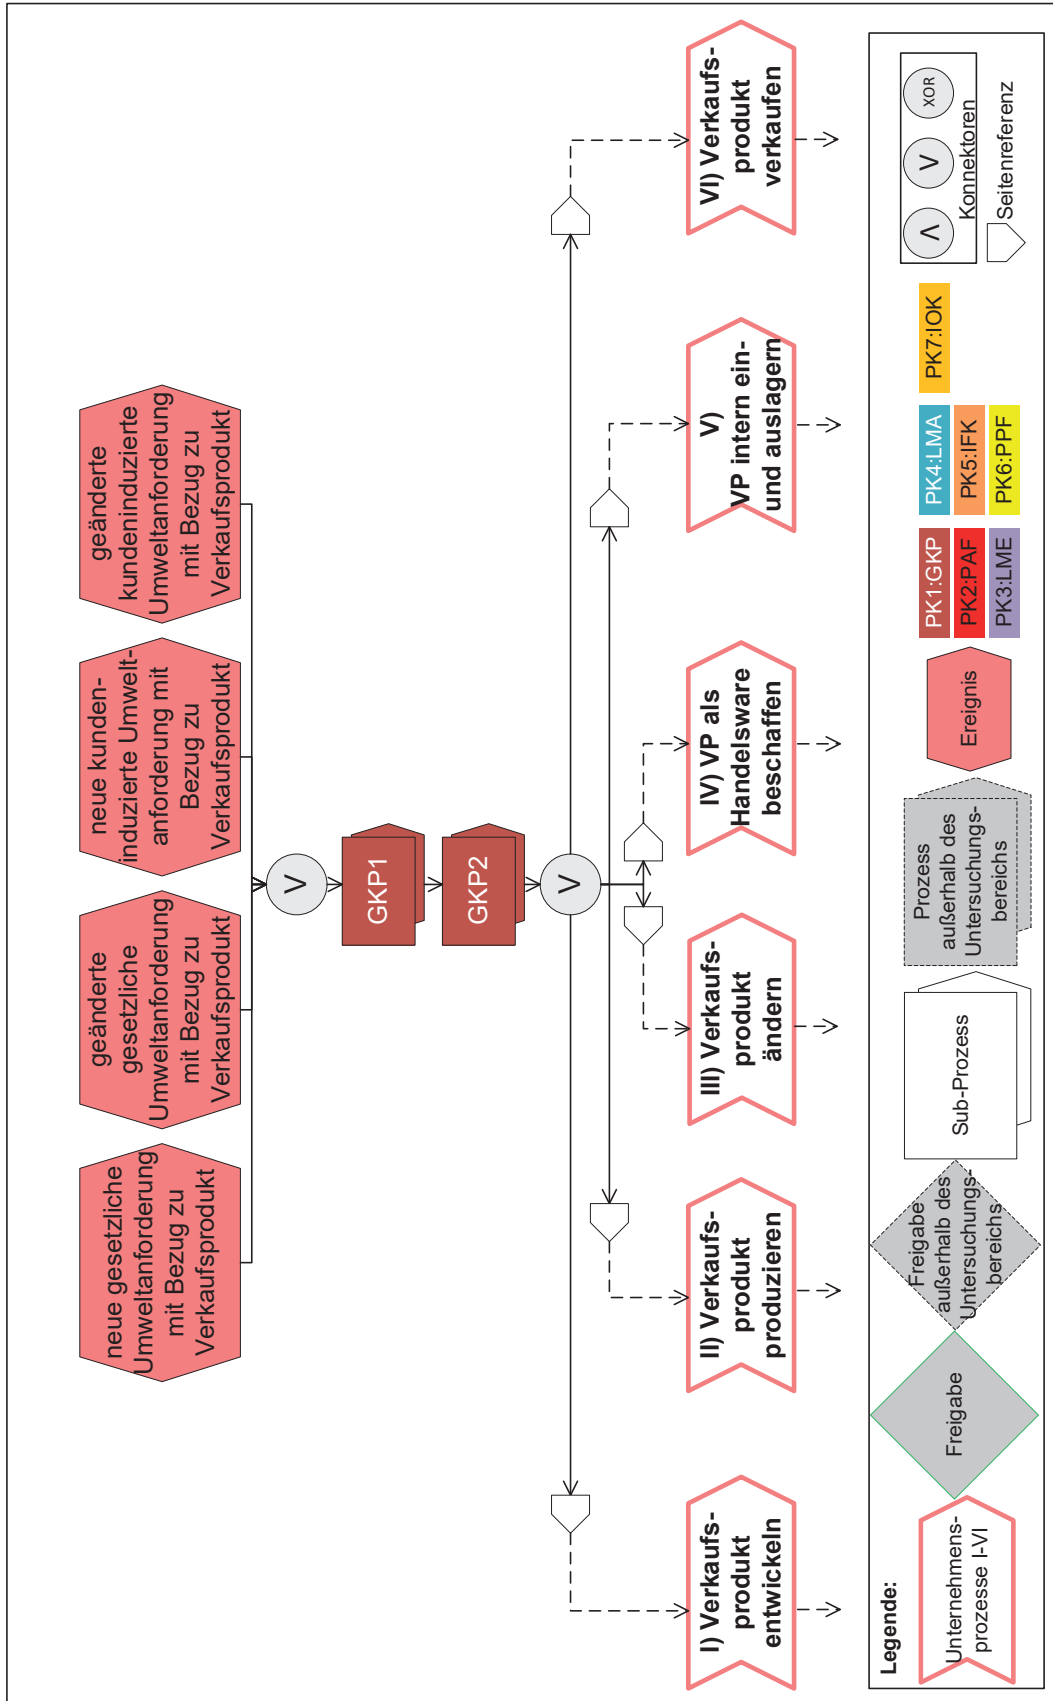 neue gesetzliche
Umweltanforderung
mit Bezug zu
Verkaufsprodukt
geänderte
gesetzliche
Umweltanforderung
mit Bezug zu
Verkaufsprodukt
neue kunden-
induzierte Umwelt-
anforderung mit
Bezug zu
Verkaufsprodukt
geänderte
kundeninduzierte
Umweltanforderung
mit Bezug zu
Verkaufsprodukt
V
GKP1
GKP2
V
I) Verkaufs-
produkt
entwickeln
II) Verkaufs-
produkt
produzieren
III) Verkaufs-
produkt
ändern
IV) VP als
Handelsware
beschaffen
V)
VP intern ein-
und auslagern
VI) Verkaufs-
produkt
verkaufen
Legende:
Unternehmens-
prozesse I-VI
Freigabe
Freigabe
außerhalb des
Untersuchungs-
bereichs
Sub-Prozess
Prozess
außerhalb des
Untersuchungs-
bereichs
Ereignis
PK1:GKP
PK2:PAF
PK3:LME
PK4:LMA
PK5:IFK
PK6:PPF
PK7:IOK
Λ V XOR
Konnektoren
Seitenreferenz